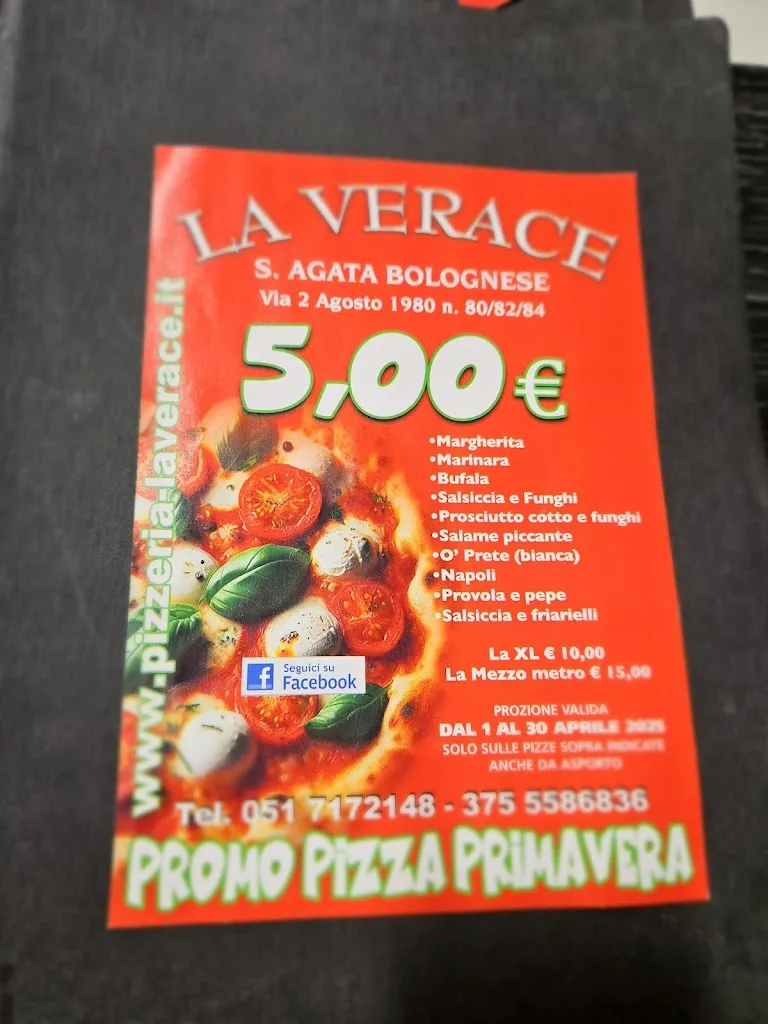 LA VERACE
S. AGATA BOLOGNESE
Via 2 Agosto 1980 n. 80/82/84
5,00 €
•Margherita
•Marinara
•Bufala
•Salsiccia e Funghi
•Prosciutto cotto e funghi
•Salame piccante
•O' Prete (bianca)
•Napoli
•Provola e pepe
•Salsiccia e friarielli
La XL € 10,00
La Mezzo metro € 15,00
Seguici su
Facebook
PROZIONE VALIDA
DAL 1 AL 30 APRILE 2025
SOLO SULLE PIZZE SOPRA INDICATE
ANCHE DA ASPORTO
www.pizzeria-laverace.it
Tel. 051 7172148 - 375 5586836
PROMO PiZZA PRiMAVERA